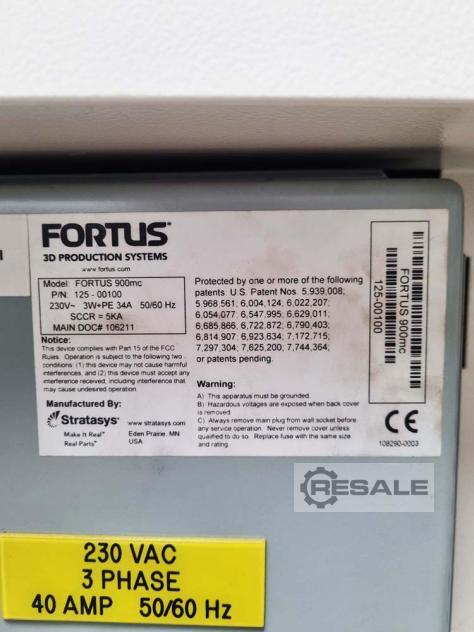 FORTUS®
3D PRODUCTION SYSTEMS
www.fortus.com
Model: FORTUS 900mc
P/N: 125 - 00100
230V~ 3W+PE 34A 50/60 Hz
SCCR = 5KA
MAIN DOC# 106211
Notice:
This device complies with Part 15 of the FCC
Rules. Operation is subject to the following two
conditions: (1) this device may not cause harmful
interferences, and (2) this device must accept any
interference received, including interference that
may cause undesired operation.
Manufactured By:
Stratasys®
www.stratasys.com
Make It Real™
Real Parts™
Eden Prairie, MN
USA
Protected by one or more of the following
patents: U.S. Patent Nos. 5,939,008;
5,968,561; 6,004,124; 6,022,207;
6,054,077; 6,547,995; 6,629,011;
6,685,866; 6,722,872; 6,790,403;
6,814,907; 6,923,634; 7,172,715;
7,297,304; 7,625,200; 7,744,364;
or patents pending.
Warning:
A) This apparatus must be grounded.
B) Hazardous voltages are exposed when back cover
is removed.
C) Always remove main plug from wall socket before
any service operation. Never remove cover unless
qualified to do so. Replace fuse with the same size
and rating.
FORTUS 900mc
125-00100
CE
108290-0003
RESALE
230 VAC
3 PHASE
40 AMP 50/60 Hz